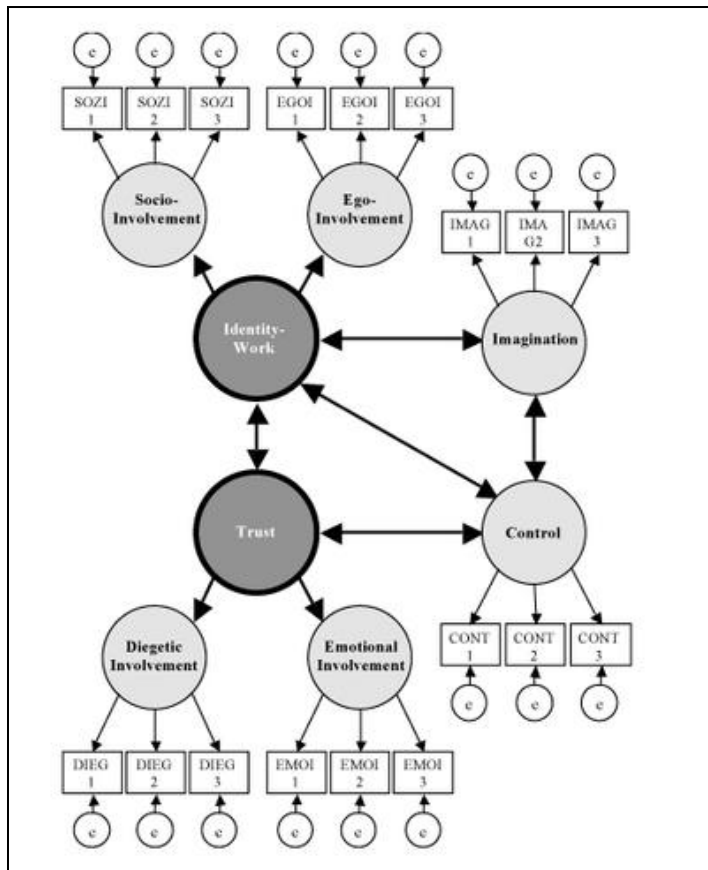 e e e e e e
SOZI SOZI SOZI EGOI EGOI EGOI
1 2 3 1 2 3
Socio-
Involvement
Ego-
Involvement
e e e
IMAG IMA IMAG
1 G2 3
Identity-
Work
Imagination
Trust
Control
Diegetic
Involvement
Emotional
Involvement
CONT CONT CONT
1 2 3
e e e
DIEG DIEG DIEG EMOI EMOI EMOI
1 2 3 1 2 3
e e e e e e